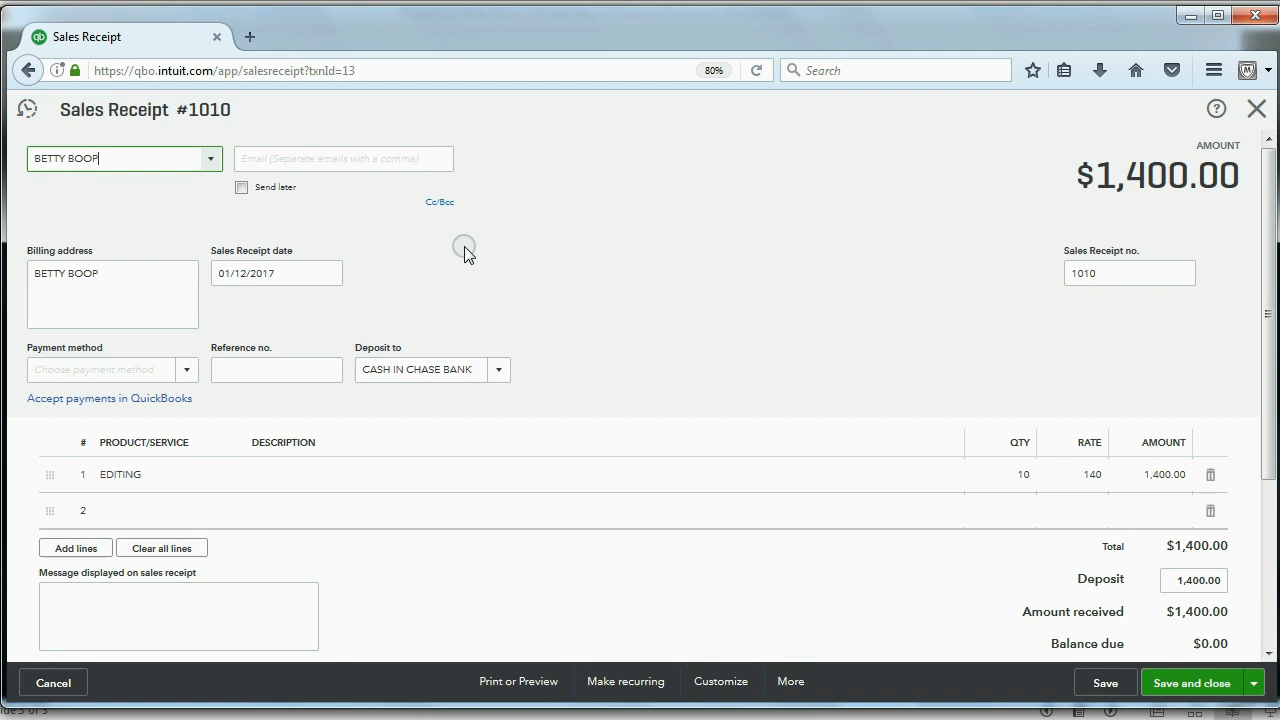 qb Sales Receipt
https://qbo.intuit.com/app/salesreceipt?txnId=13 80% Search
Sales Receipt #1010
BETTY BOOP Email (Separate emails with a comma)
AMOUNT
$1,400.00
Send later
Cc/Bcc
Billing address Sales Receipt date Sales Receipt no.
BETTY BOOP 01/12/2017 1010
Payment method Reference no. Deposit to
Choose payment method CASH IN CHASE BANK
Accept payments in QuickBooks
# PRODUCT/SERVICE DESCRIPTION QTY RATE AMOUNT
1 EDITING 10 140 1,400.00
2
Add lines Clear all lines Total $1,400.00
Message displayed on sales receipt
Deposit 1,400.00
Amount received $1,400.00
Balance due $0.00
Cancel Print or Preview Make recurring Customize More Save Save and close